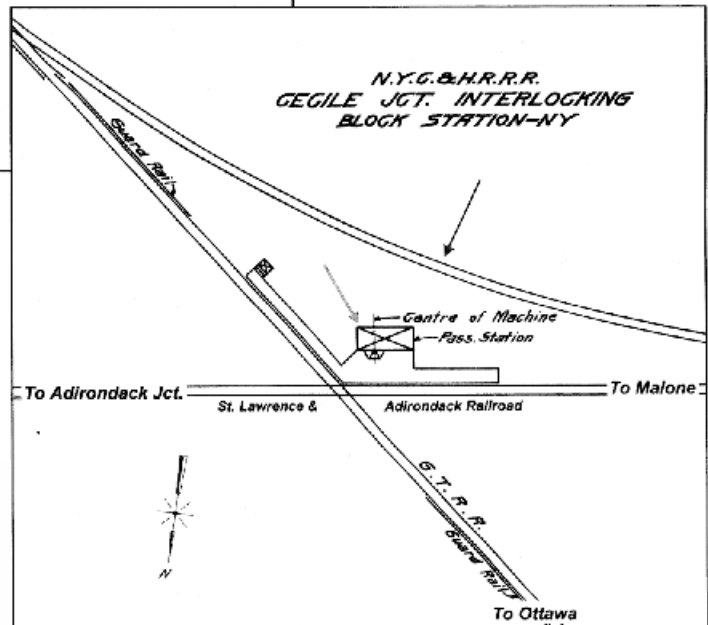 N.Y.C.&H.R.R.R.
CECILE JCT. INTERLOCKING
BLOCK STATION-NY
Guard Rail
Centre of Machine
Pass. Station
To Adirondack Jct.
To Malone
St. Lawrence &
Adirondack Railroad
G.T.R.R.
Guard Rail
N
To Ottawa